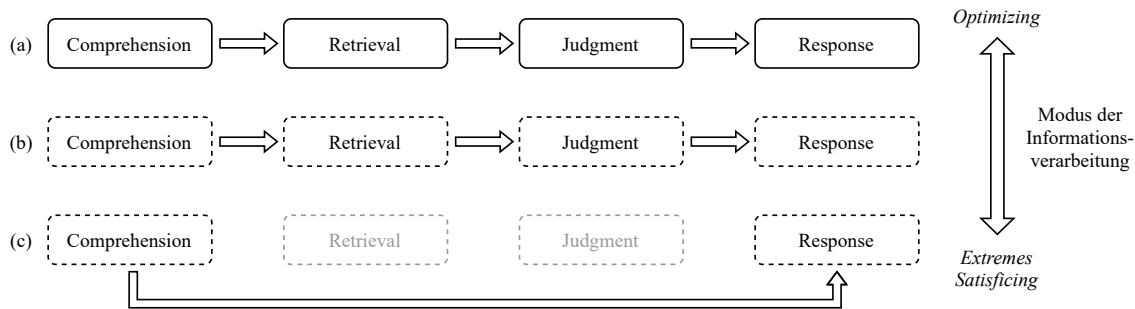 Optimizing
(a) Comprehension Retrieval Judgment Response
(b) Comprehension Retrieval Judgment Response
Modus der
Informations-
verarbeitung
(c) Comprehension Retrieval Judgment Response
Extremes
Satisficing